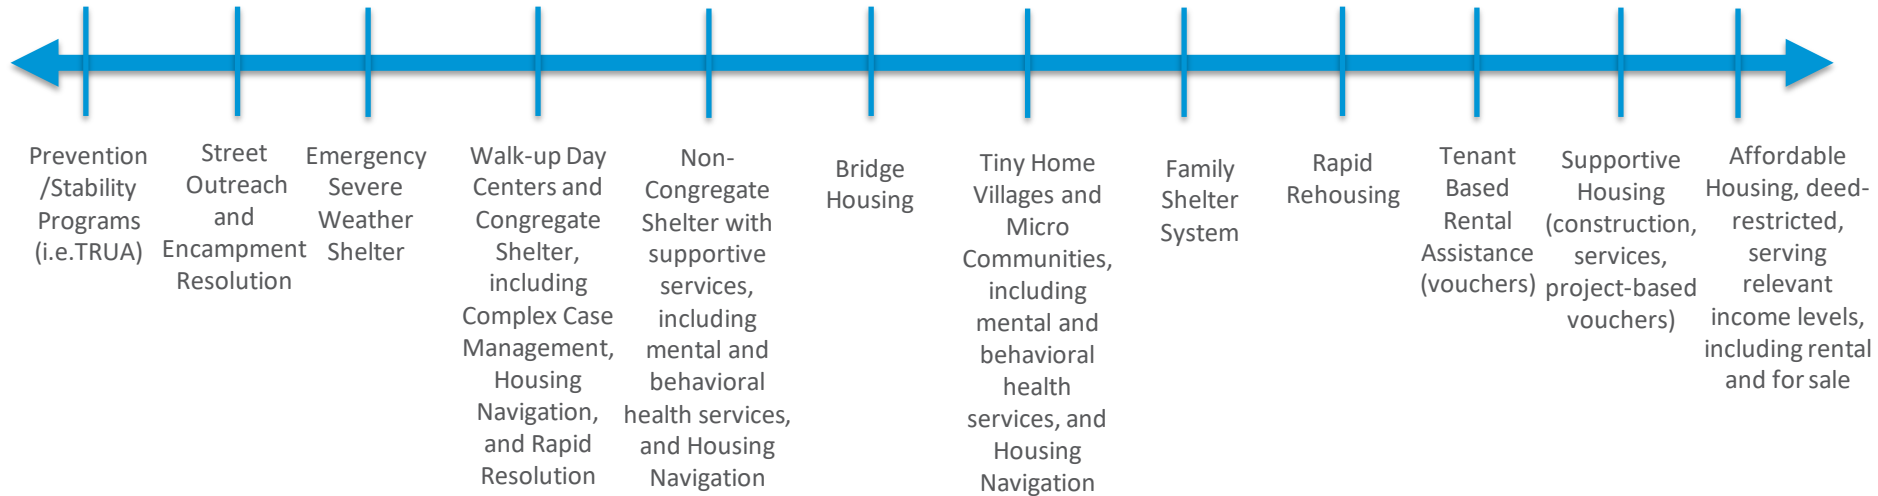 Prevention
/Stability
Programs
(i.e.TRUA)
Street
Outreach
and
Encampment
Resolution
Emergency
Severe
Weather
Shelter
Walk-up Day
Centers and
Congregate
Shelter,
including
Complex Case
Management,
Housing
Navigation,
and Rapid
Resolution
Non-
Congregate
Shelter with
supportive
services,
including
mental and
behavioral
health services,
and Housing
Navigation
Bridge
Housing
Tiny Home
Villages and
Micro
Communities,
including
mental and
behavioral
health
services, and
Housing
Navigation
Family
Shelter
System
Rapid
Rehousing
Tenant
Based
Rental
Assistance
(vouchers)
Supportive
Housing
(construction,
services,
project-based
vouchers)
Affordable
Housing, deed-
restricted,
serving
relevant
income levels,
including rental
and for sale